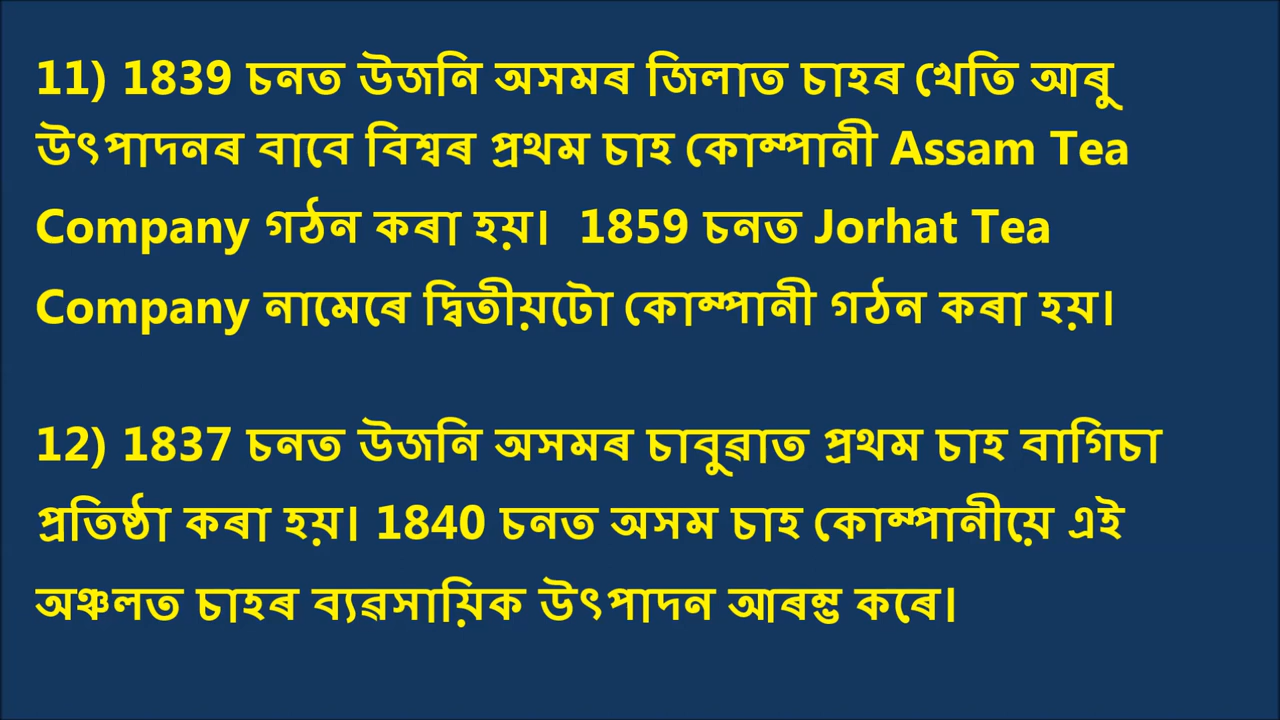 11) 1839 চনত উজনি অসমৰ জিলাত চাহৰ খেতি আৰু
উৎপাদনৰ বাবে বিশ্বৰ প্ৰথম চাহ কোম্পানী Assam Tea
Company গঠন কৰা হয়। 1859 চনত Jorhat Tea
Company নামেৰে দ্বিতীয়টো কোম্পানী গঠন কৰা হয়।
12) 1837 চনত উজনি অসমৰ চাবুৱাত প্ৰথম চাহ বাগিচা
প্ৰতিষ্ঠা কৰা হয়। 1840 চনত অসম চাহ কোম্পানীয়ে এই
অঞ্চলত চাহৰ ব্যৱসায়িক উৎপাদন আৰম্ভ কৰে।